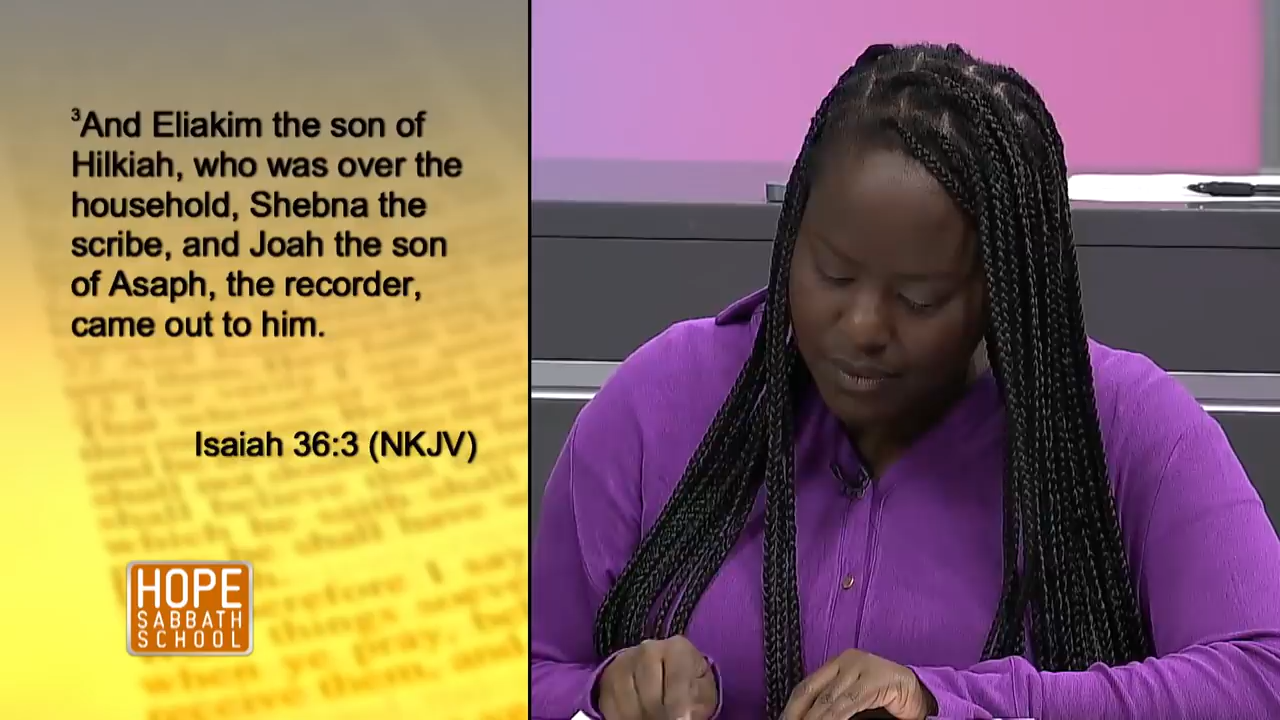 ³And Eliakim the son of
Hilkiah, who was over the
household, Shebna the
scribe, and Joah the son
of Asaph, the recorder,
came out to him.
Isaiah 36:3 (NKJV)
HOPE
SABBATH
SCHOOL